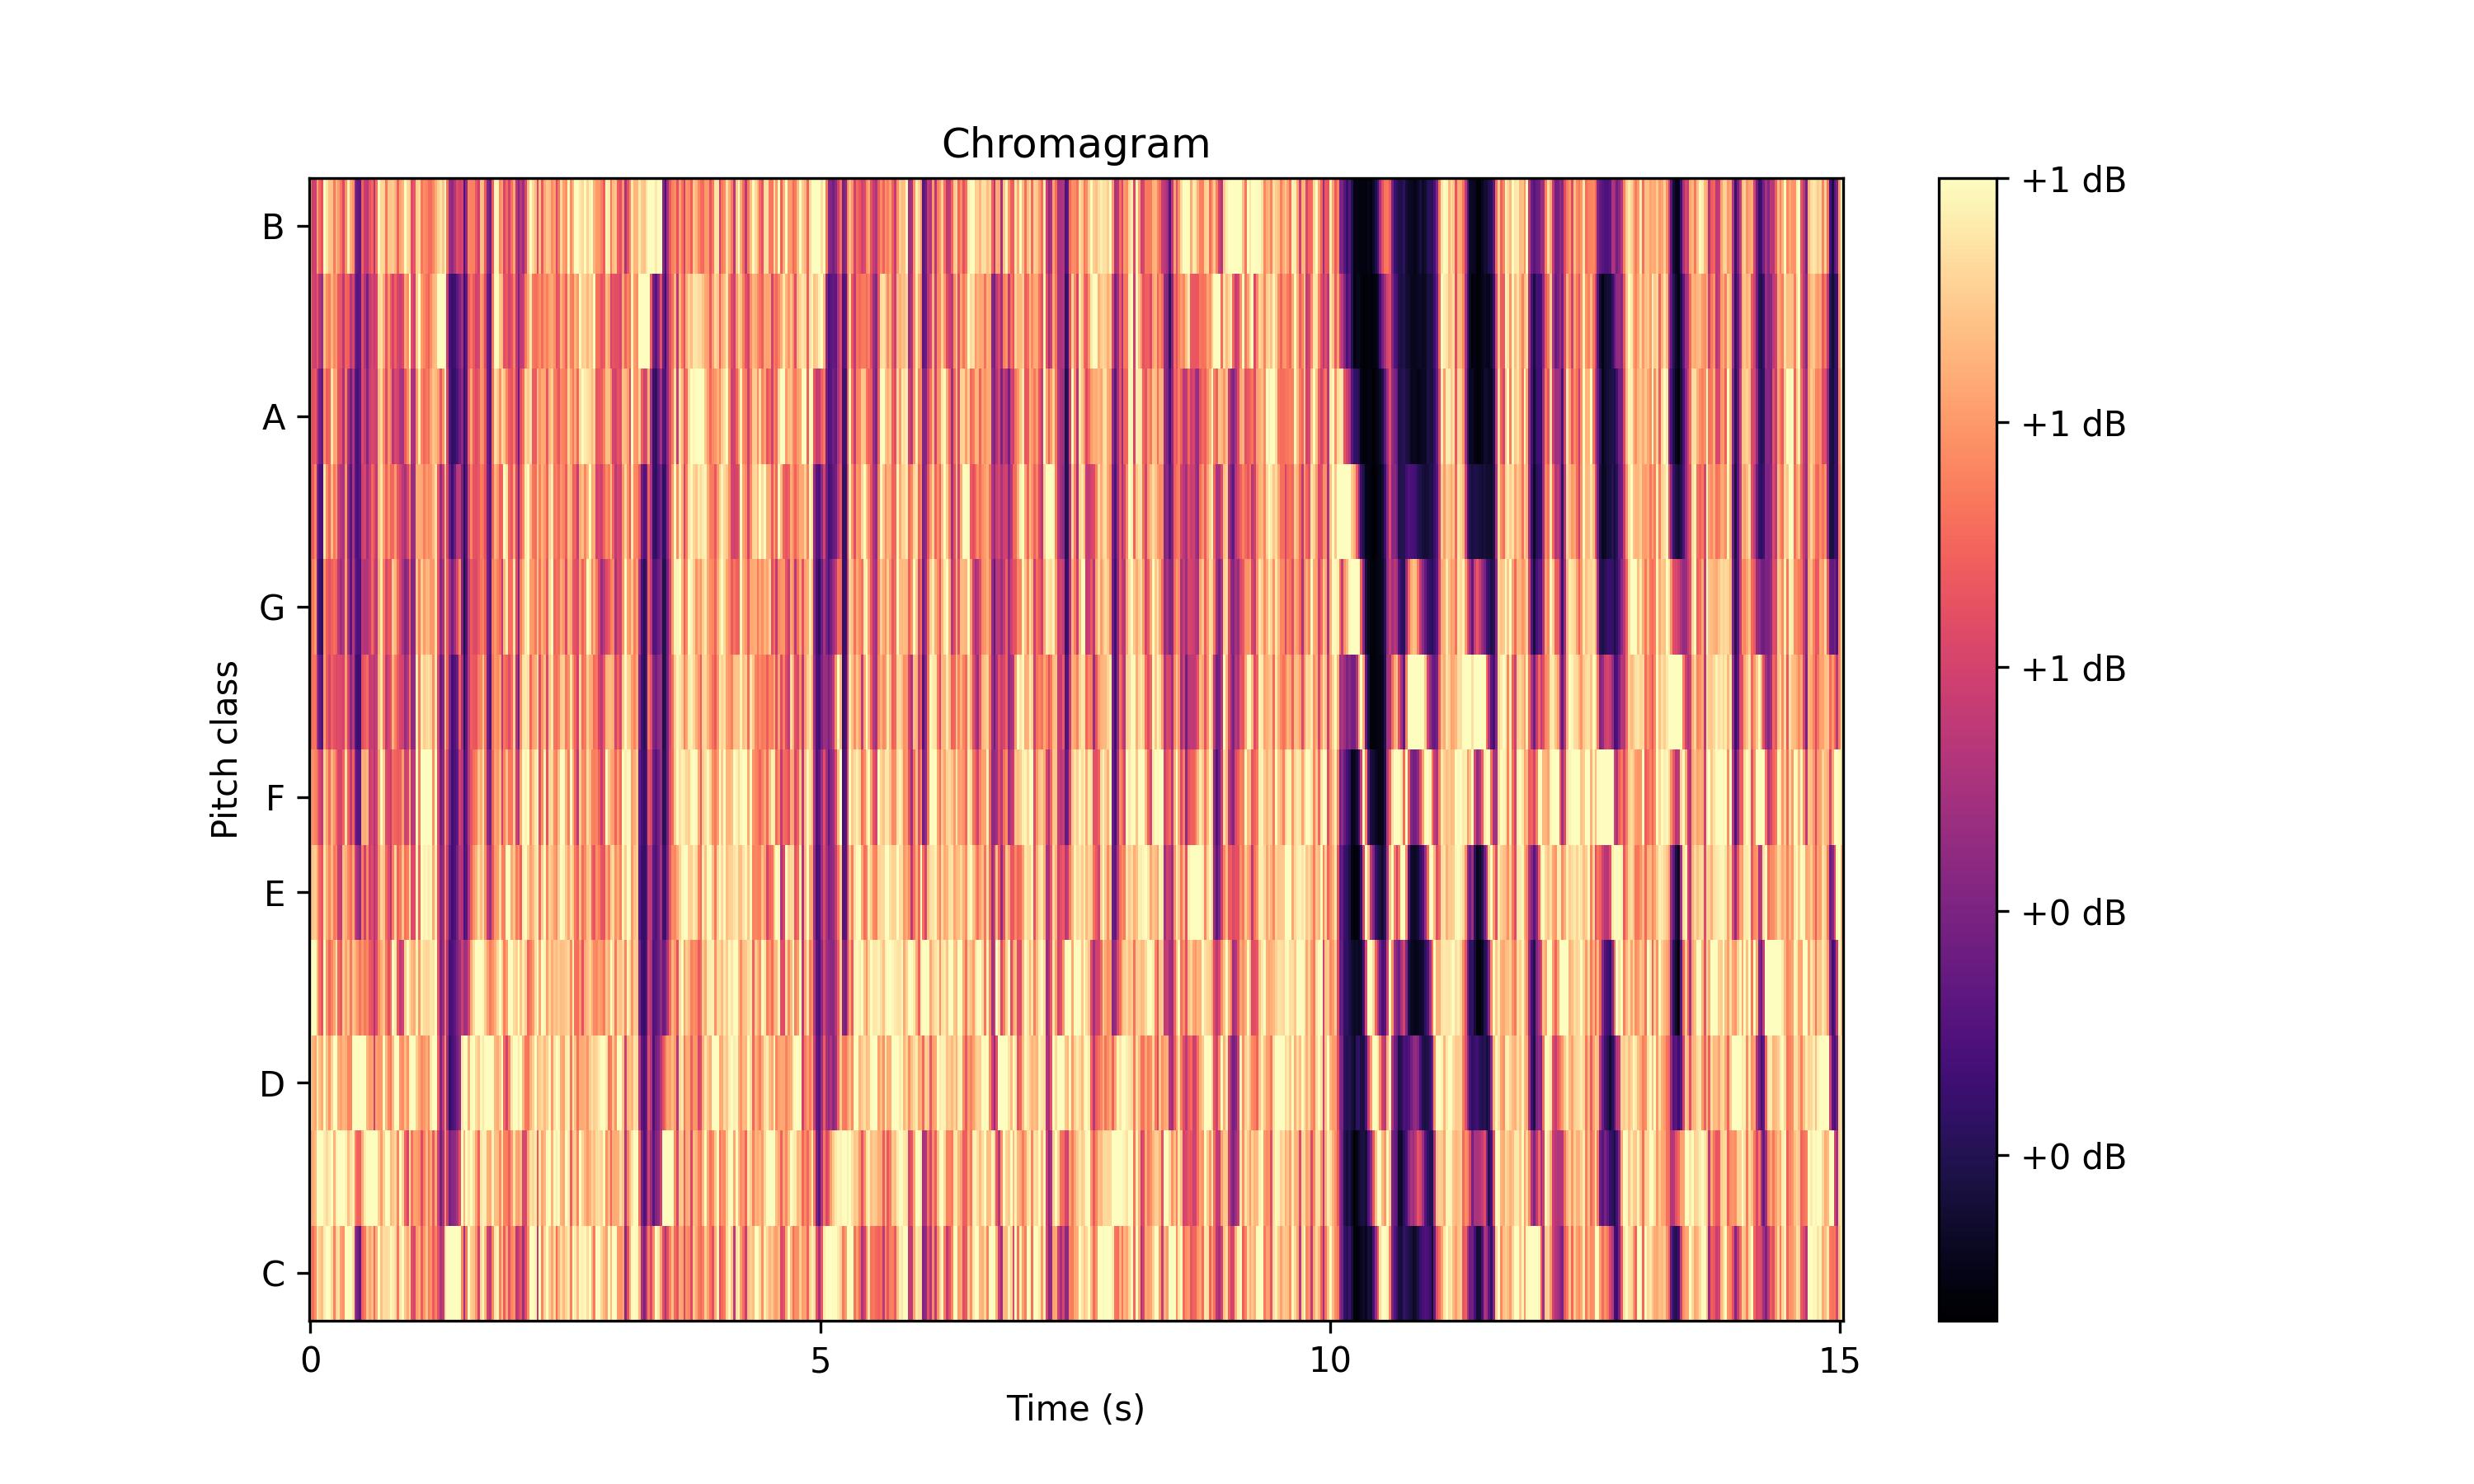 Chromagram
Pitch class
B
A
G
F
E
D
C
0
5
10
15
Time (s)
+1 dB
+1 dB
+1 dB
+0 dB
+0 dB